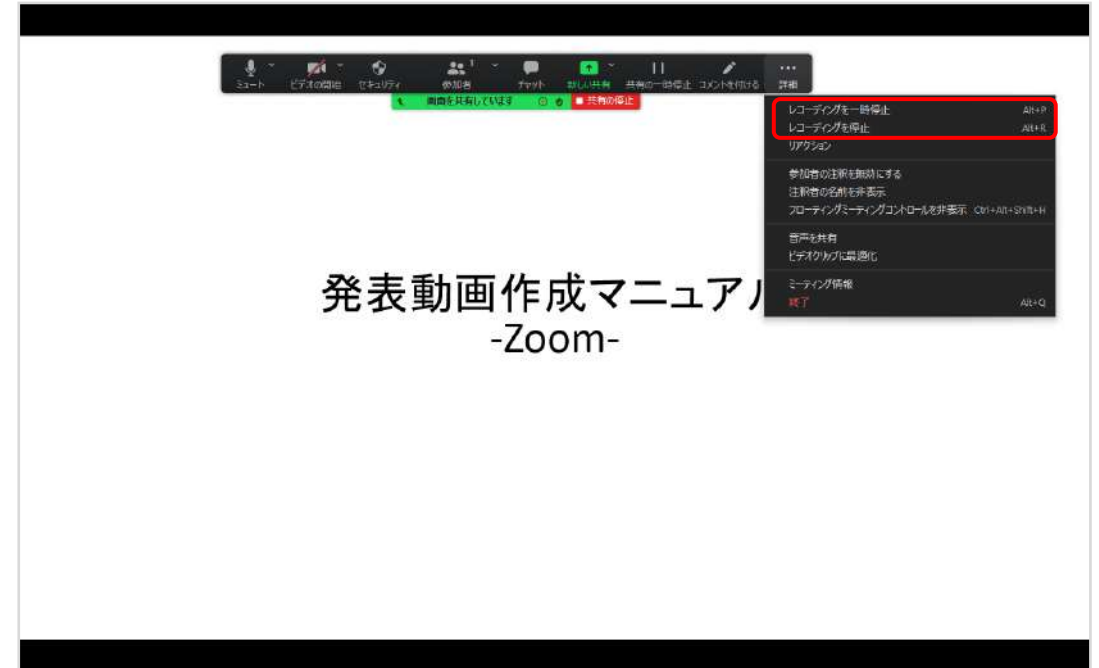 1
ミュート ビデオの開始 セキュリティ 参加者 チャット 新しい共有 共有の一時停止 コメントを付ける 詳細
画面を共有しています 共有の停止
レコーディングを一時停止 Alt+P
レコーディングを停止 Alt+R
リアクション
参加者の注釈を無効にする
注釈者の名前を非表示
フローティングミーティングコントロールを非表示 Ctrl+Alt+Shift+H
音声を共有
ビデオクリップに最適化
ミーティング情報
終了 Alt+Q
発表動画作成マニュアル
-Zoom-